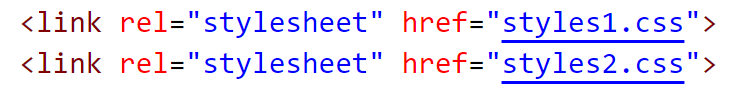 <link rel="stylesheet" href="styles1.css">
<link rel="stylesheet" href="styles2.css">